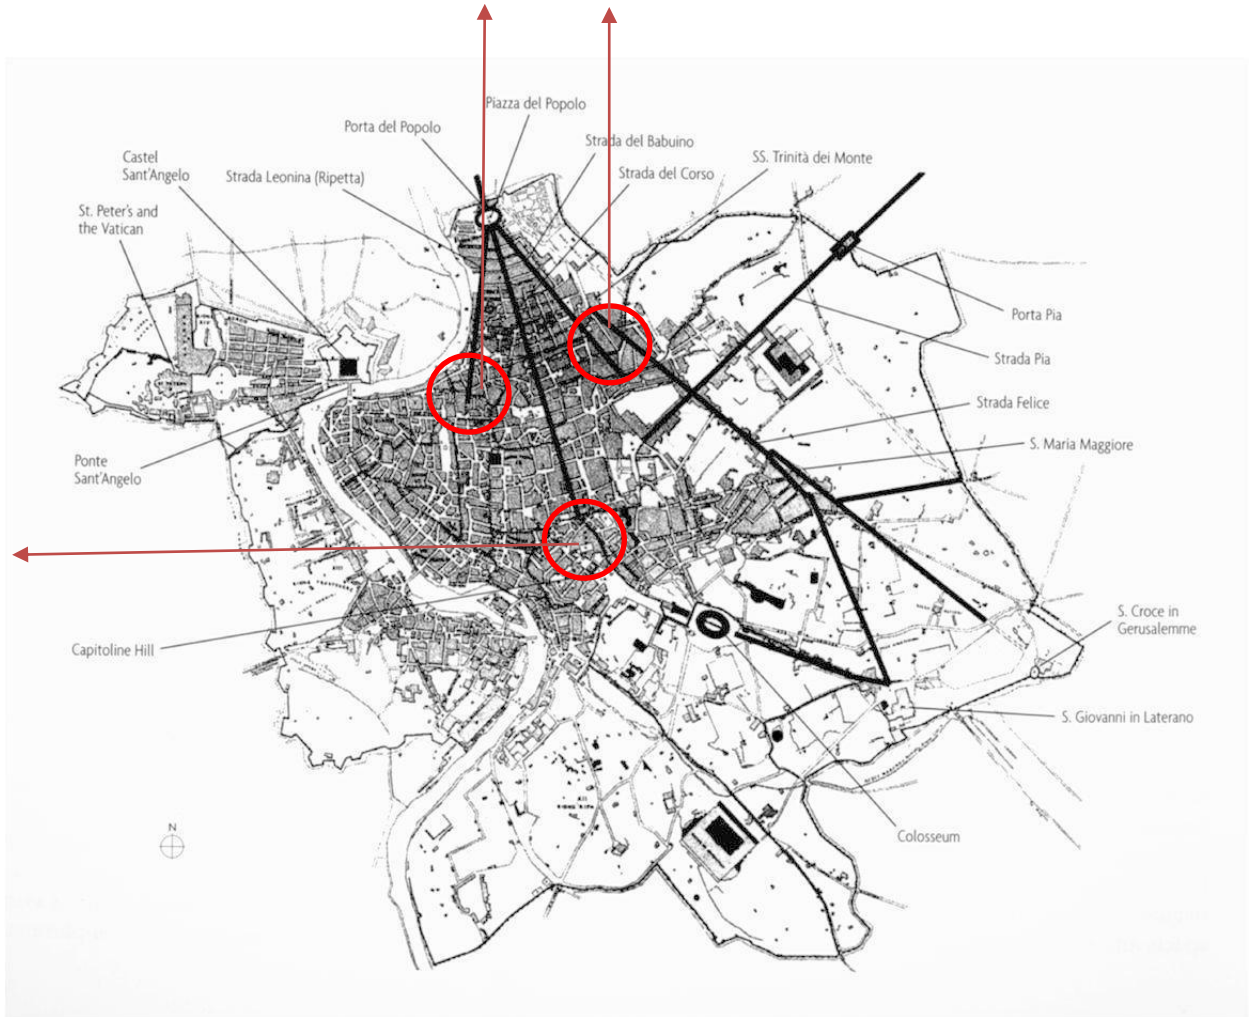 Piazza del Popolo
Porta del Popolo
Strada del Babuino
Castel
Sant'Angelo
Strada Leonina (Ripetta)
SS. Trinità dei Monte
Strada del Corso
St. Peter's and
the Vatican
Porta Pia
Strada Pia
Strada Felice
S. Maria Maggiore
Ponte
Sant'Angelo
S. Croce in
Gerusalemme
Capitoline Hill
S. Giovanni in Laterano
Colosseum
N